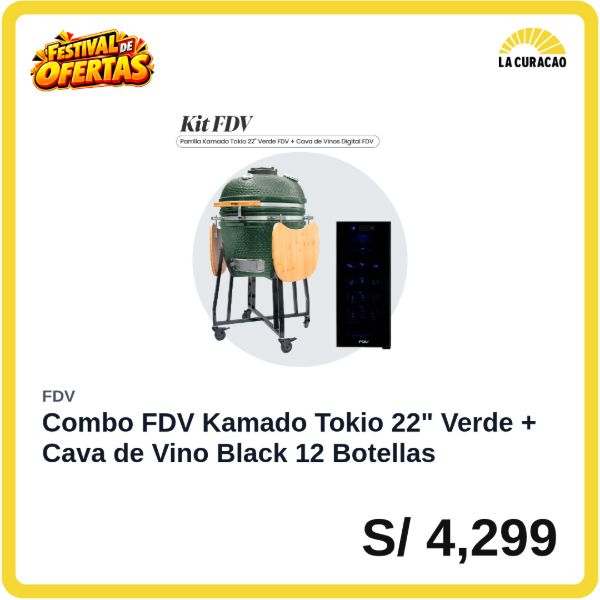 FESTIVAL DE
OFERTAS
LA CURACAO
Kit FDV
Parrilla Kamado Tokio 22" Verde FDV + Cava de Vinos Digital FDV
FDV
FDV
Combo FDV Kamado Tokio 22" Verde +
Cava de Vino Black 12 Botellas
S/ 4,299